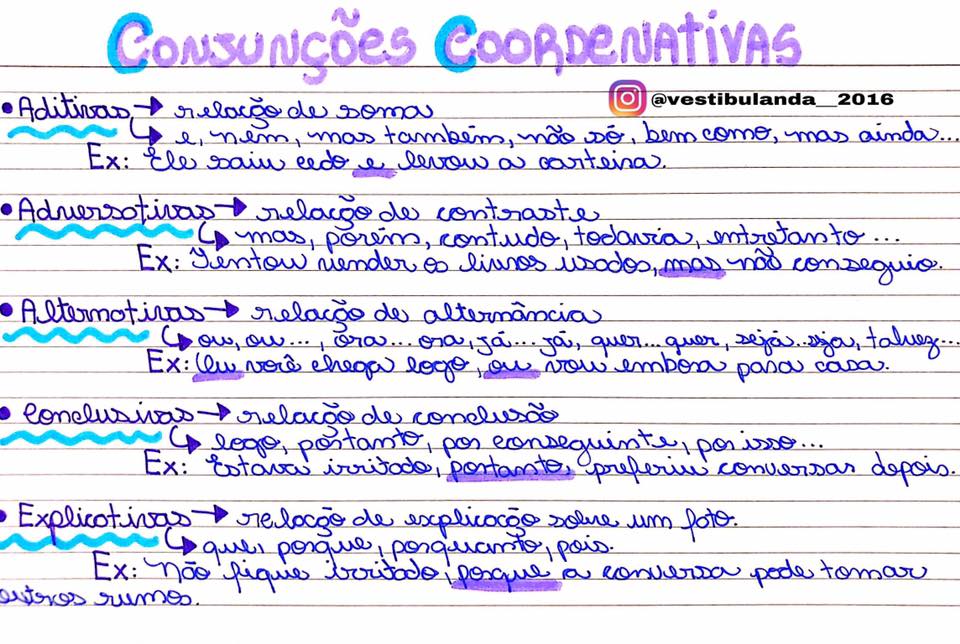 Conjunções Coordenativas
@vestibulanda__2016
• Aditivas → relação de soma
↳ e, nem, mas também, não só, bem como, mas ainda...
Ex: Ele saiu cedo e levou a carteira.
• Adversativas → relação de contraste
↳ mas, porém, contudo, todavia, entretanto ...
Ex: Tentou vender os livros usados, mas não conseguio.
• Alternativas → relação de alternância
↳ ou, ou..., ora... ora, já... já, quer... quer, seja... seja, talvez...
Ex: Ou você chega logo, ou vou embora para casa.
• Conclusivas → relação de conclusão
↳ logo, portanto, por conseguinte, por isso...
Ex: Estava irritado, portanto, preferiu conversar depois.
• Explicativas → relação de explicação sobre um fato.
↳ que, porque, porquanto, pois.
Ex: Não fique irritado, porque a conversa pode tomar
outros rumos.